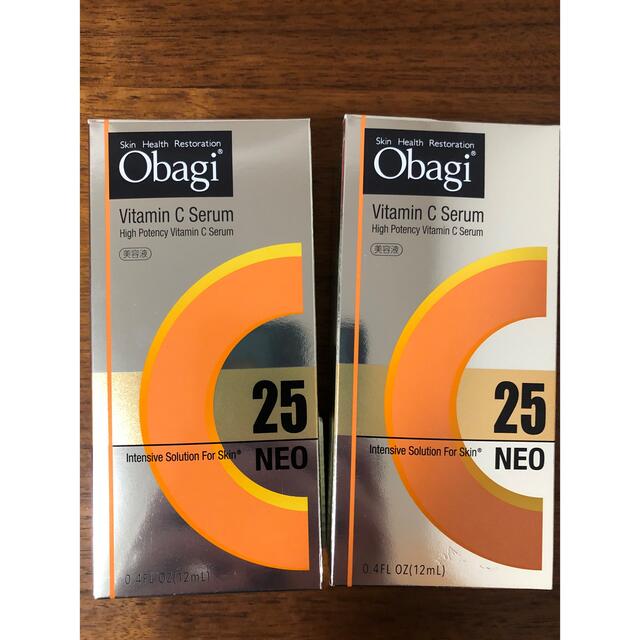 Skin Health Restoration
Obagi®
Vitamin C Serum
High Potency Vitamin C Serum
美容液
25
Intensive Solution For Skin®
NEO
0.4FL OZ(12mL)
Skin Health Restoration
Obagi®
Vitamin C Serum
High Potency Vitamin C Serum
美容液
25
Intensive Solution For Skin®
NEO
0.4FL OZ(12mL)